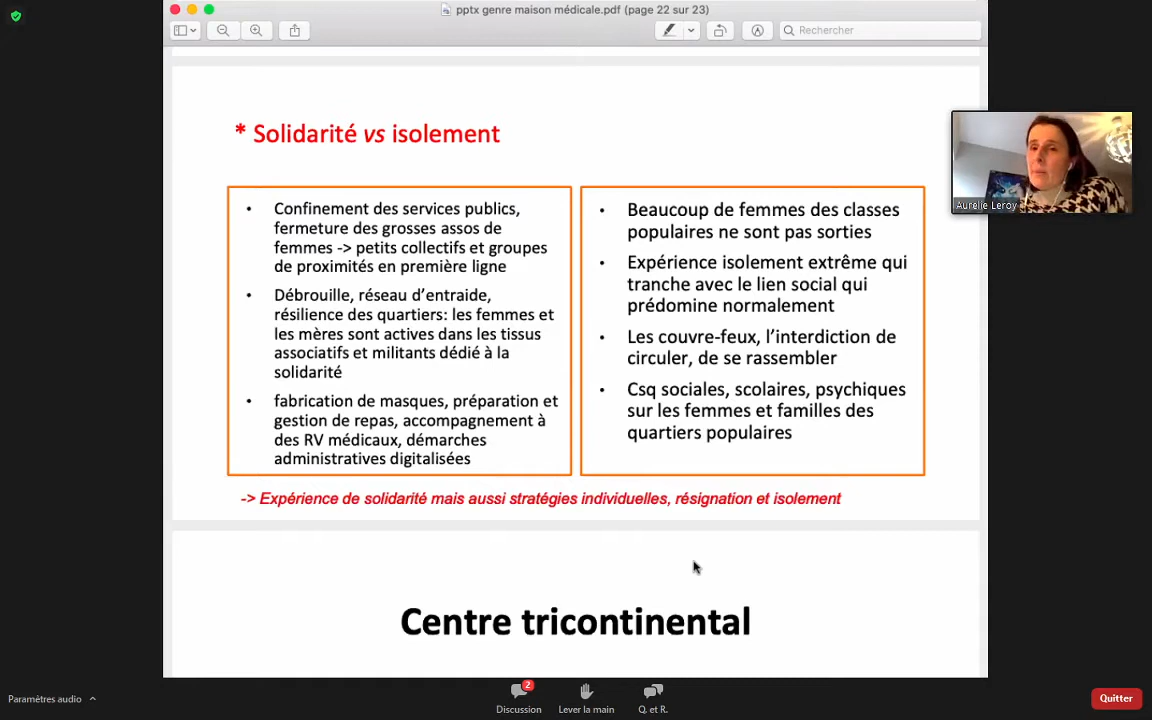 pptx genre maison médicale.pdf (page 22 sur 23)
Rechercher
* Solidarité vs isolement
• Confinement des services publics,
fermeture des grosses assos de
femmes -> petits collectifs et groupes
de proximités en première ligne
• Débrouille, réseau d’entraide,
résilience des quartiers: les femmes et
les mères sont actives dans les tissus
associatifs et militants dédié à la
solidarité
• fabrication de masques, préparation et
gestion de repas, accompagnement à
des RV médicaux, démarches
administratives digitalisées
• Beaucoup de femmes des classes
populaires ne sont pas sorties
• Expérience isolement extrême qui
tranche avec le lien social qui
prédomine normalement
• Les couvre-feux, l’interdiction de
circuler, de se rassembler
• Csq sociales, scolaires, psychiques
sur les femmes et familles des
quartiers populaires
-> Expérience de solidarité mais aussi stratégies individuelles, résignation et isolement
Centre tricontinental
Aurélie Leroy
Paramètres audio
2
Discussion
Lever la main
Q. et R.
Quitter